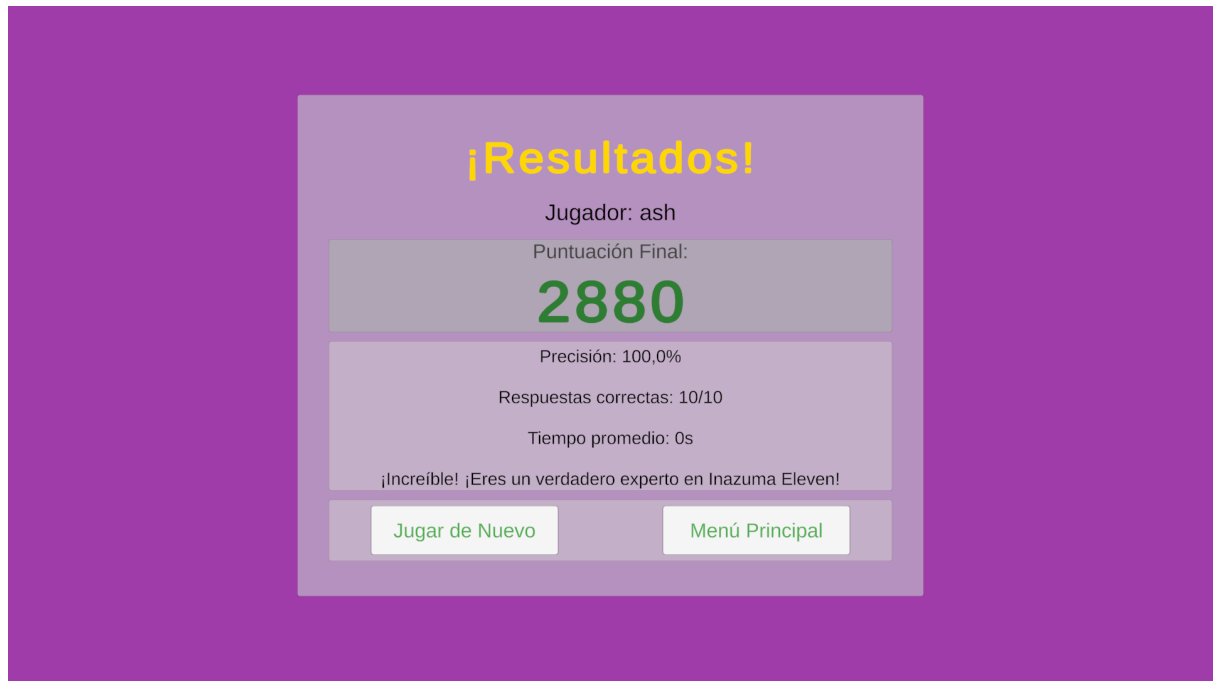 ¡Resultados!
Jugador: ash
Puntuación Final:
2880
Precisión: 100,0%
Respuestas correctas: 10/10
Tiempo promedio: 0s
¡Increíble! ¡Eres un verdadero experto en Inazuma Eleven!
Jugar de Nuevo
Menú Principal